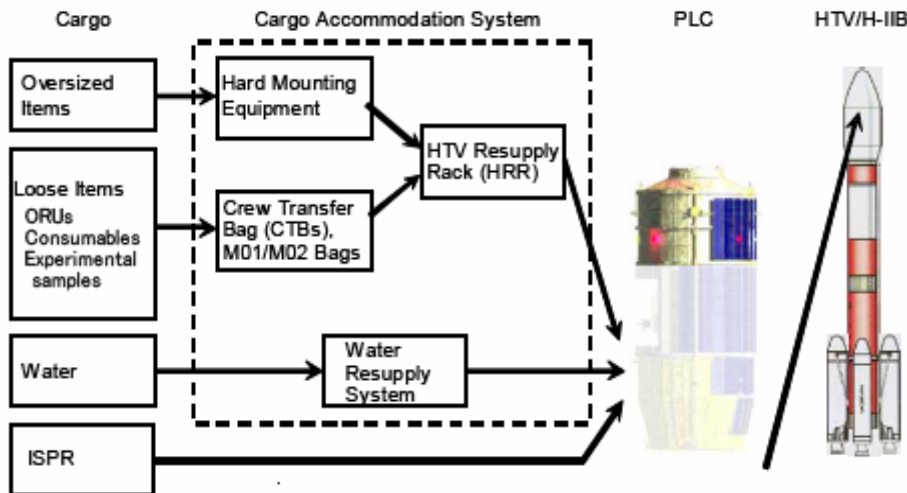 Cargo
Cargo Accommodation System
PLC
HTV/H-IIB
Oversized
Items
Hard Mounting
Equipment
HTV Resupply
Rack (HRR)
Loose Items
ORUs
Consumables
Experimental
samples
Crew Transfer
Bag (CTBs),
M01/M02 Bags
Water
Water
Resupply
System
ISPR